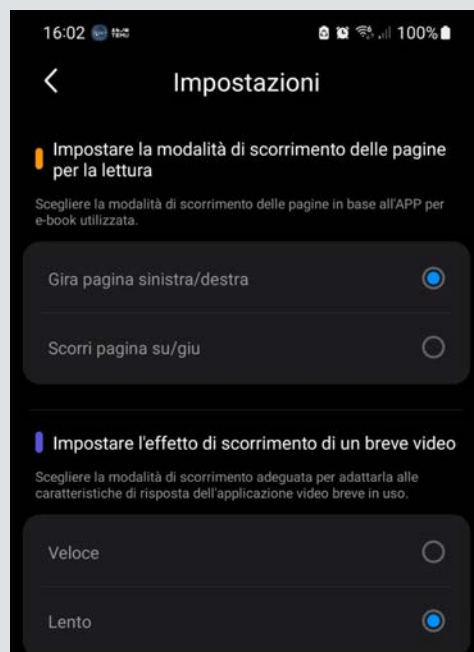 16:02 TEMU 100%
Impostazioni
Impostare la modalità di scorrimento delle pagine
per la lettura
Scegliere la modalità di scorrimento delle pagine in base all'APP per
e-book utilizzata.
Gira pagina sinistra/destra
Scorri pagina su/giu
Impostare l'effetto di scorrimento di un breve video
Scegliere la modalità di scorrimento adeguata per adattarla alle
caratteristiche di risposta dell'applicazione video breve in uso.
Veloce
Lento